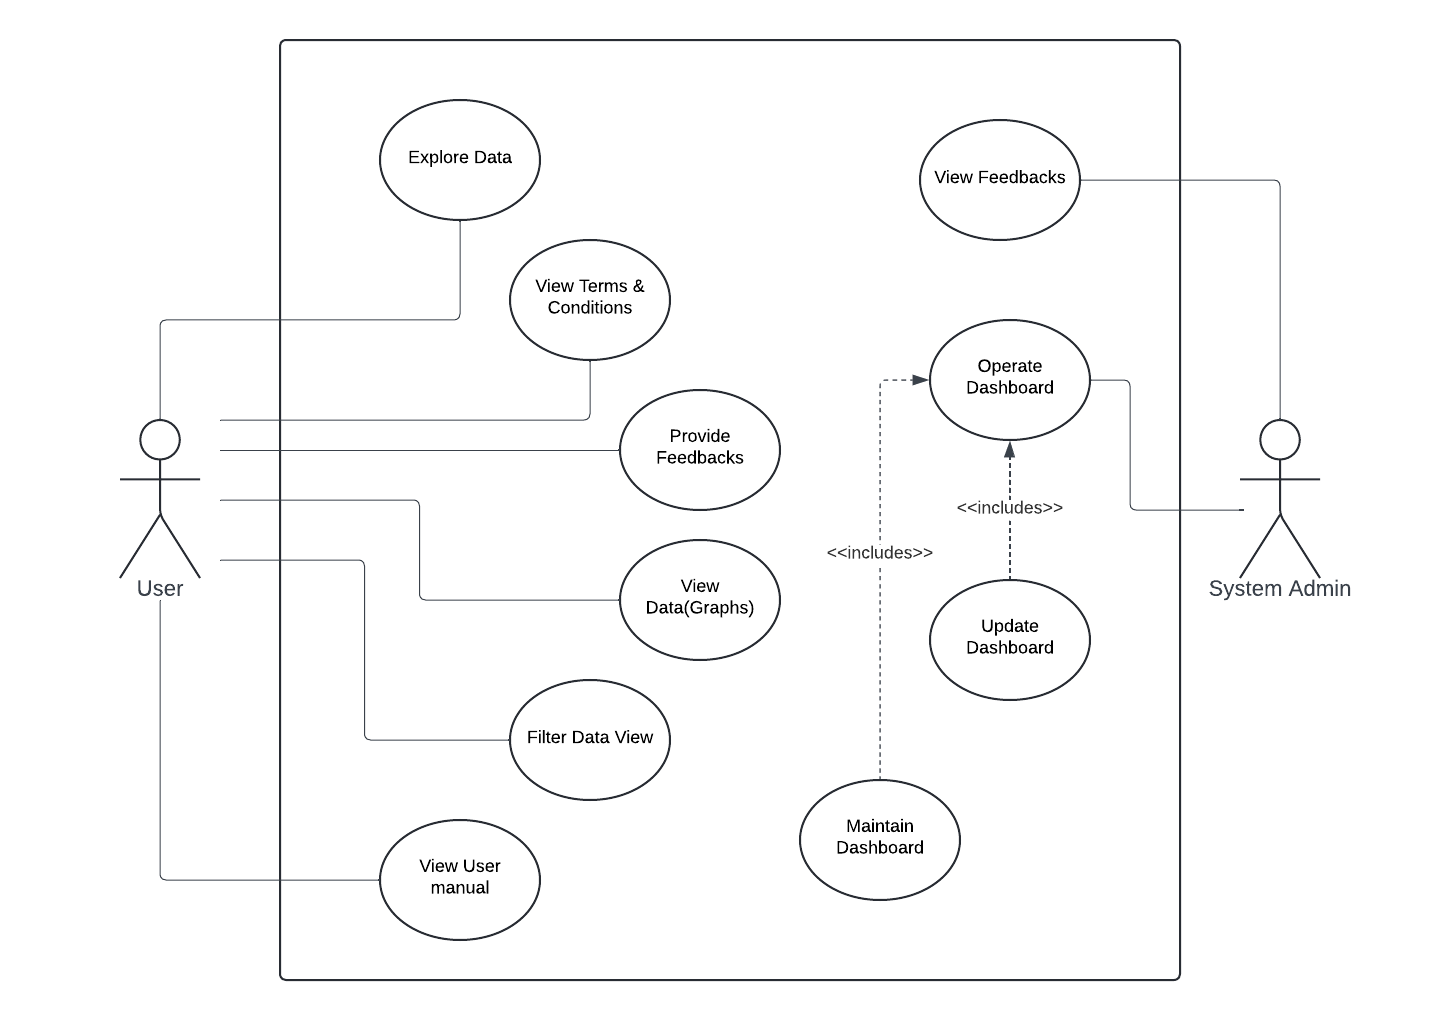 Explore Data
View Feedbacks
View Terms &
Conditions
Operate
Dashboard
Provide
Feedbacks
<<includes>>
<<includes>>
User
System Admin
View
Data(Graphs)
Update
Dashboard
Filter Data View
Maintain
Dashboard
View User
manual